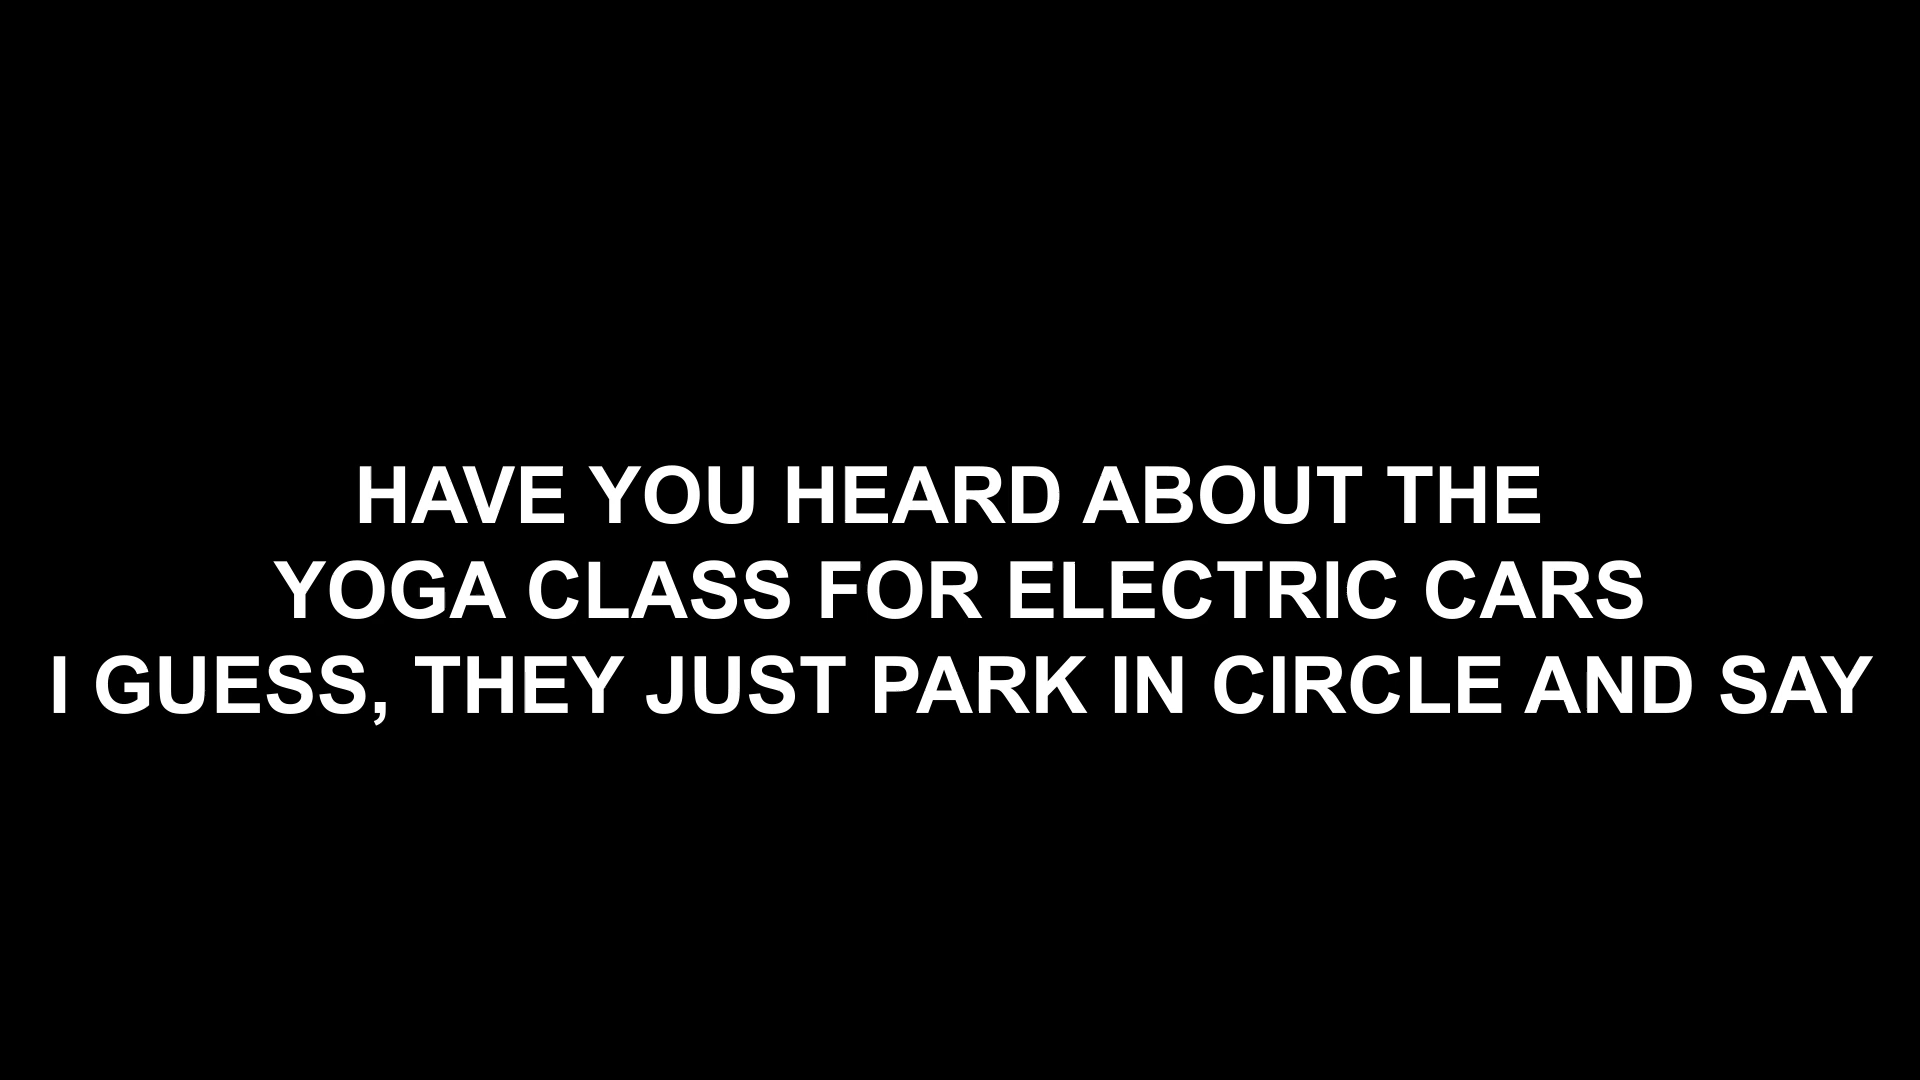 HAVE YOU HEARD ABOUT THE
YOGA CLASS FOR ELECTRIC CARS
I GUESS, THEY JUST PARK IN CIRCLE AND SAY